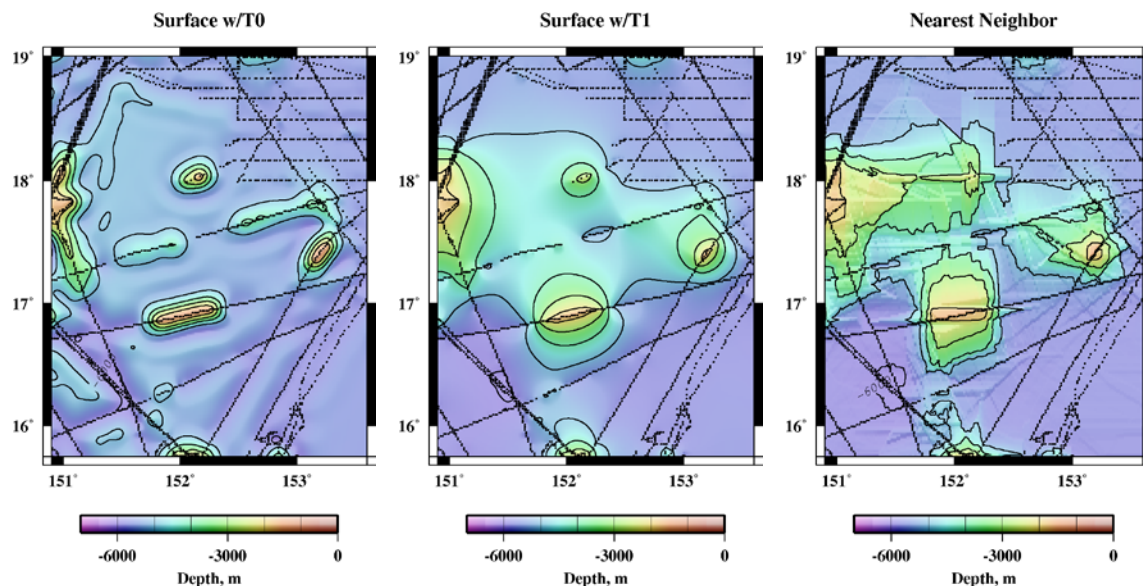 Surface w/T0 Surface w/T1 Nearest Neighbor
19˚ 19˚ 19˚
18˚ 18˚ 18˚
17˚ 17˚ 17˚
16˚ 16˚ 16˚
151˚ 152˚ 153˚ 151˚ 152˚ 153˚ 151˚ 152˚ 153˚
-6000 -3000 0 -6000 -3000 0 -6000 -3000 0
Depth, m Depth, m Depth, m